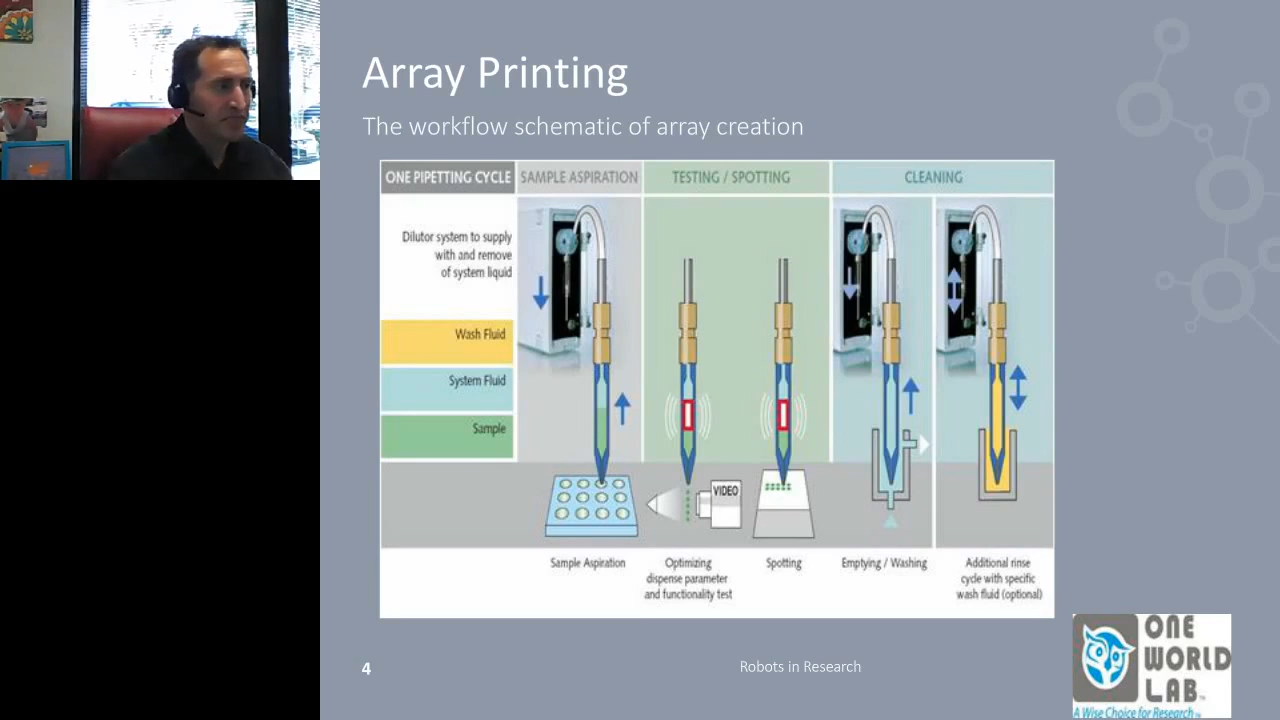 Array Printing
The workflow schematic of array creation
ONE PIPETTING CYCLE
SAMPLE ASPIRATION
TESTING / SPOTTING
CLEANING
Dilutor system to supply
with and remove
of system liquid
Wash Fluid
System Fluid
Sample
VIDEO
Sample Aspiration
Optimizing
dispense parameter
and functionality test
Spotting
Emptying / Washing
Additional rinse
cycle with specific
wash fluid (optional)
4
Robots in Research
ONE
WORLD
LAB™
A Wise Choice for Research™